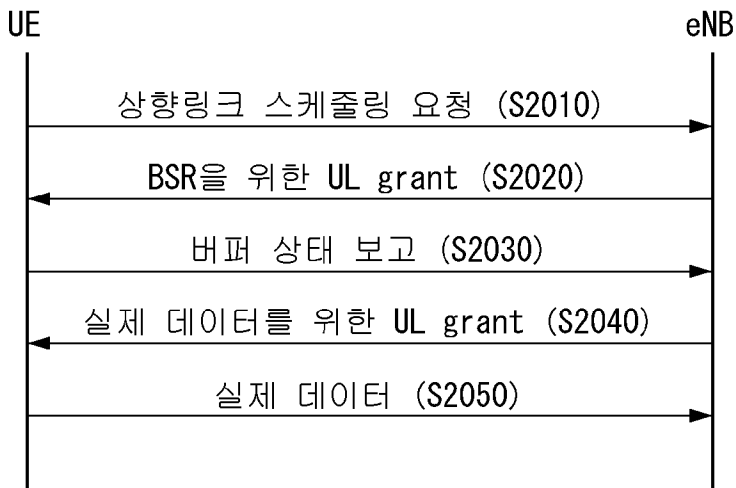 UE eNB
상향링크 스케줄링 요청 (S2010)
BSR을 위한 UL grant (S2020)
버퍼 상태 보고 (S2030)
실제 데이터를 위한 UL grant (S2040)
실제 데이터 (S2050)